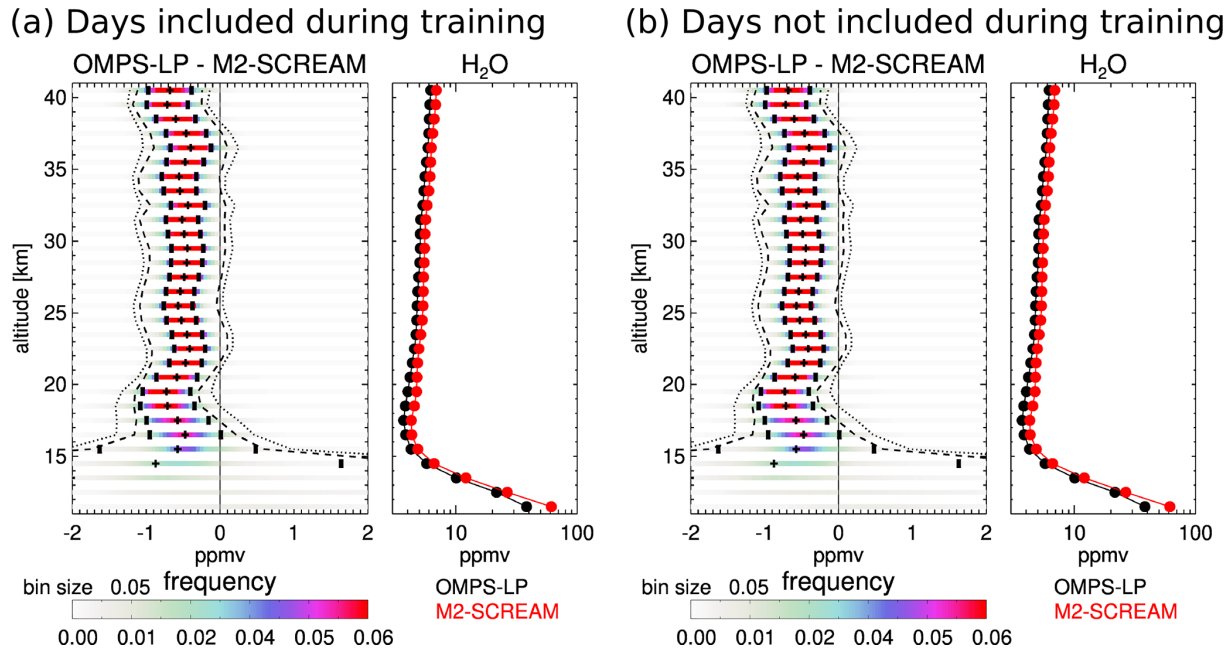 (a) Days included during training
OMPS-LP - M2-SCREAM
H2O
40
35
30
25
20
15
altitude [km]
-2 -1 0 1 2
ppmv
10 100
ppmv
bin size 0.05 frequency
0.00 0.01 0.02 0.04 0.05 0.06
OMPS-LP
M2-SCREAM
(b) Days not included during training
OMPS-LP - M2-SCREAM
H2O
40
35
30
25
20
15
altitude [km]
-2 -1 0 1 2
ppmv
10 100
ppmv
bin size 0.05 frequency
0.00 0.01 0.02 0.04 0.05 0.06
OMPS-LP
M2-SCREAM